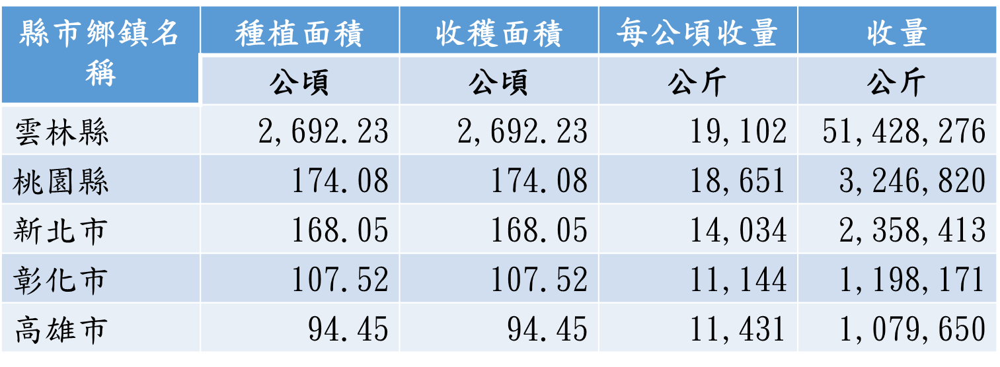 縣市鄉鎮名稱 種植面積 收穫面積 每公頃收量 收量
公頃 公頃 公斤 公斤
雲林縣 2,692.23 2,692.23 19,102 51,428,276
桃園縣 174.08 174.08 18,651 3,246,820
新北市 168.05 168.05 14,034 2,358,413
彰化市 107.52 107.52 11,144 1,198,171
高雄市 94.45 94.45 11,431 1,079,650